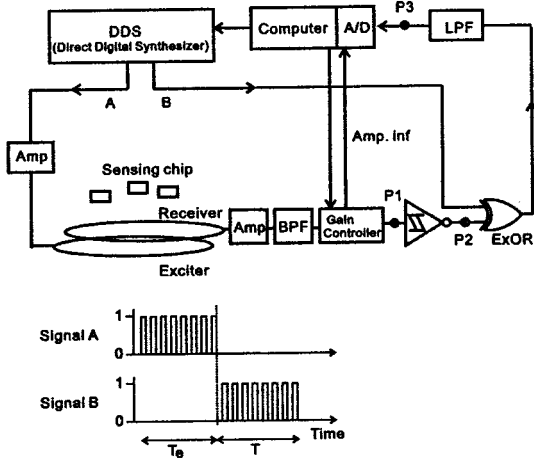 DDS
(Direct Digital Synthesizer)
Computer
A/D
P3
LPF
A
B
Amp
Amp. inf
Sensing chip
Receiver
Exciter
Amp
BPF
Gain
Controller
P1
P2
ExOR
Signal A
1
0
Signal B
1
0
Time
Te
T